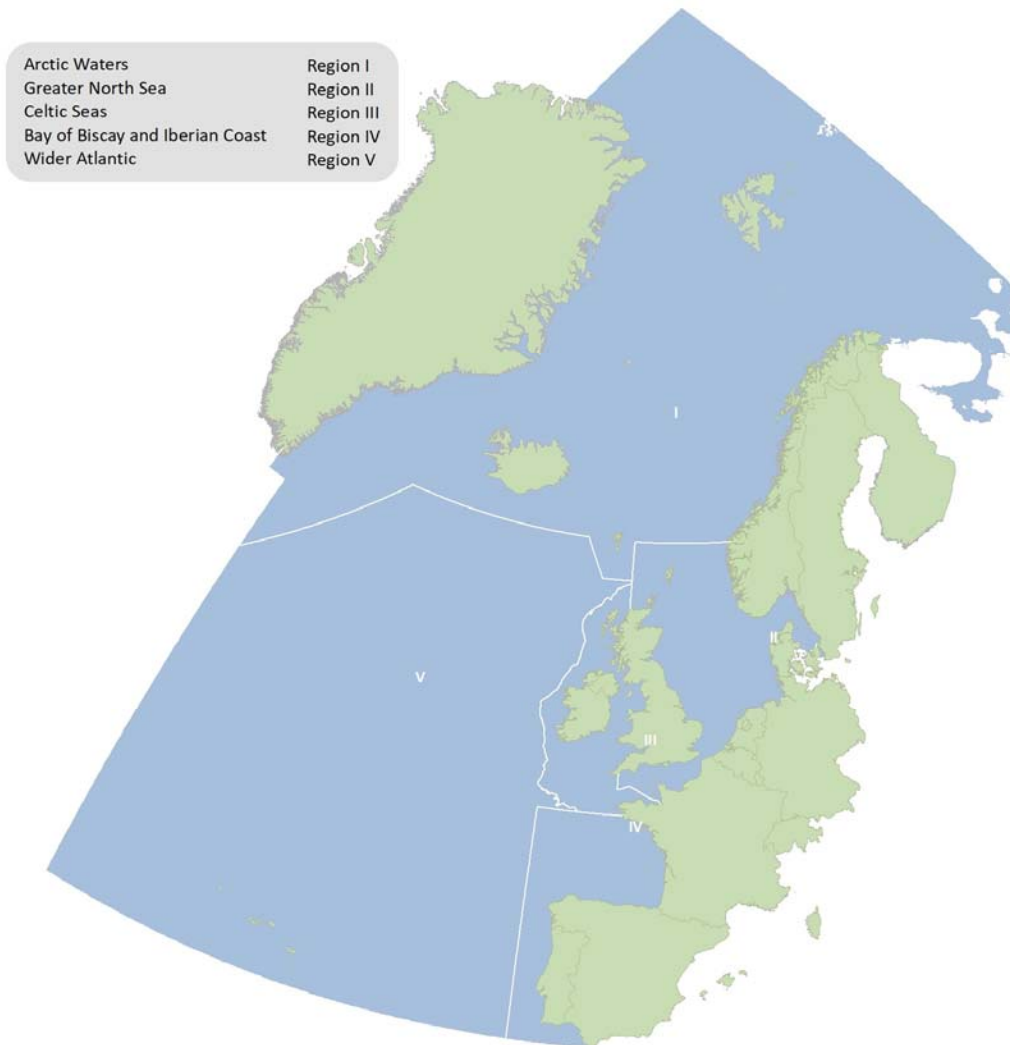 Arctic Waters Region I
Greater North Sea Region II
Celtic Seas Region III
Bay of Biscay and Iberian Coast Region IV
Wider Atlantic Region V
I
II
V
III
IV